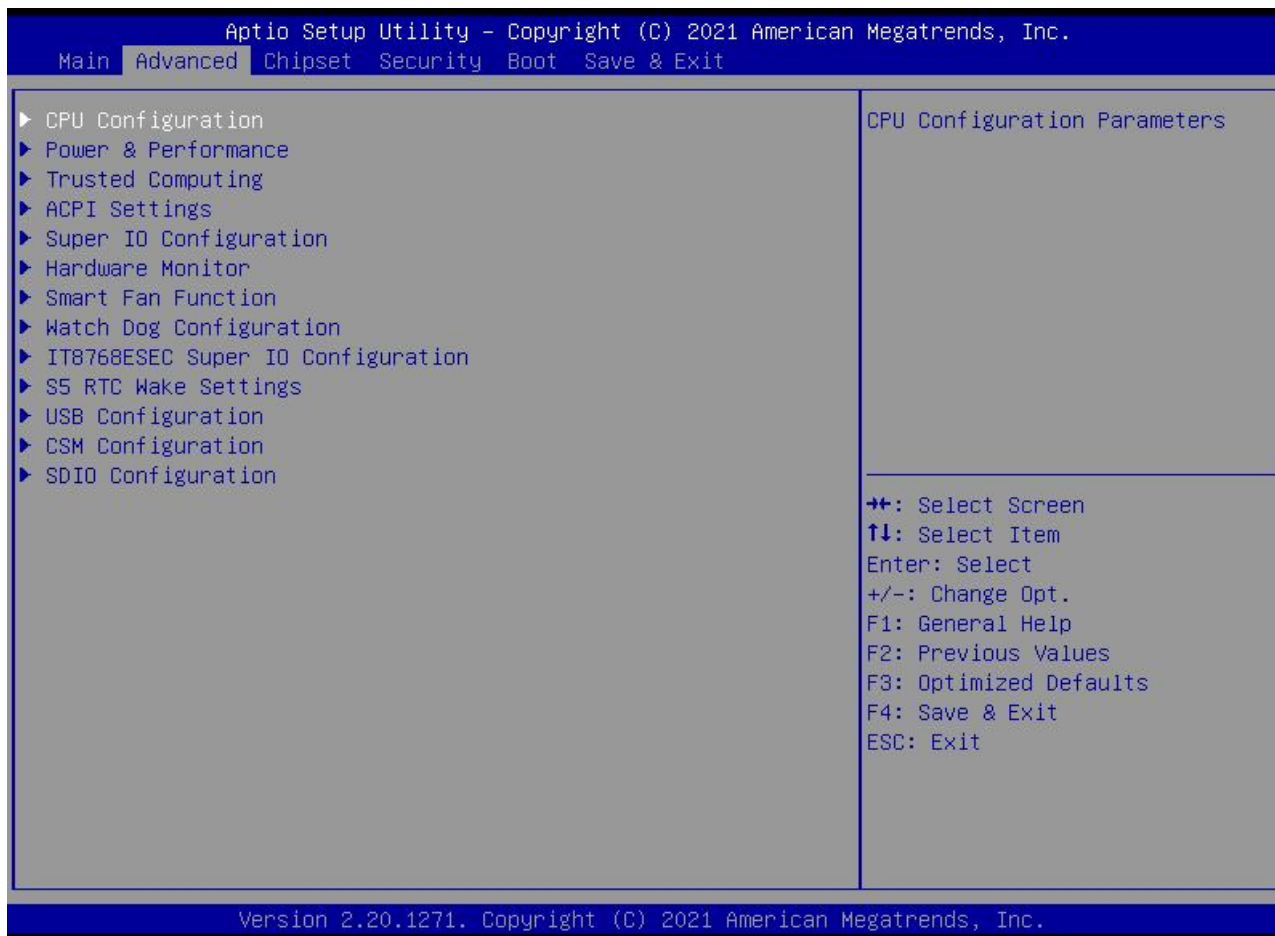 Aptio Setup Utility – Copyright (C) 2021 American Megatrends, Inc.
Main Advanced Chipset Security Boot Save & Exit
▶ CPU Configuration
▶ Power & Performance
▶ Trusted Computing
▶ ACPI Settings
▶ Super IO Configuration
▶ Hardware Monitor
▶ Smart Fan Function
▶ Watch Dog Configuration
▶ IT8768ESEC Super IO Configuration
▶ S5 RTC Wake Settings
▶ USB Configuration
▶ CSM Configuration
▶ SDIO Configuration
CPU Configuration Parameters
→←: Select Screen
↑↓: Select Item
Enter: Select
+/-: Change Opt.
F1: General Help
F2: Previous Values
F3: Optimized Defaults
F4: Save & Exit
ESC: Exit
Version 2.20.1271. Copyright (C) 2021 American Megatrends, Inc.